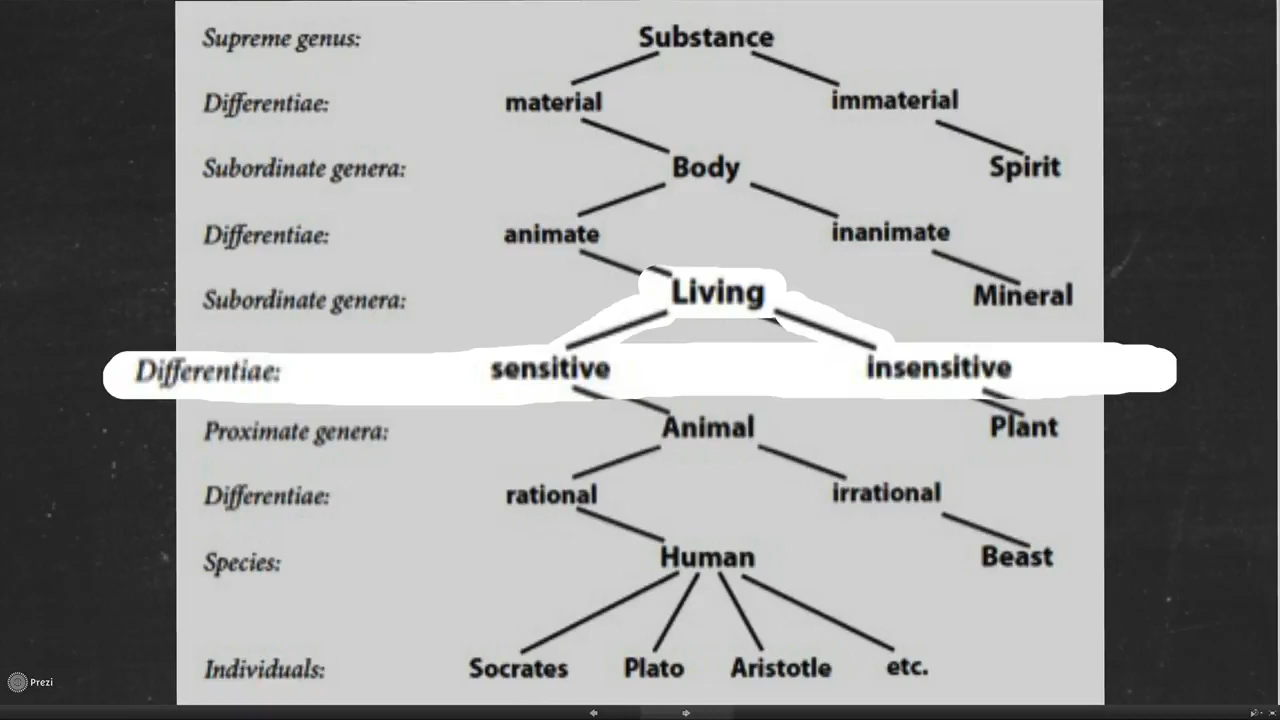 Supreme genus: Substance
Differentiae: material immaterial
Subordinate genera: Body Spirit
Differentiae: animate inanimate
Subordinate genera: Living Mineral
Differentiae: sensitive insensitive
Proximate genera: Animal Plant
Differentiae: rational irrational
Species: Human Beast
Individuals: Socrates Plato Aristotle etc.
Prezi